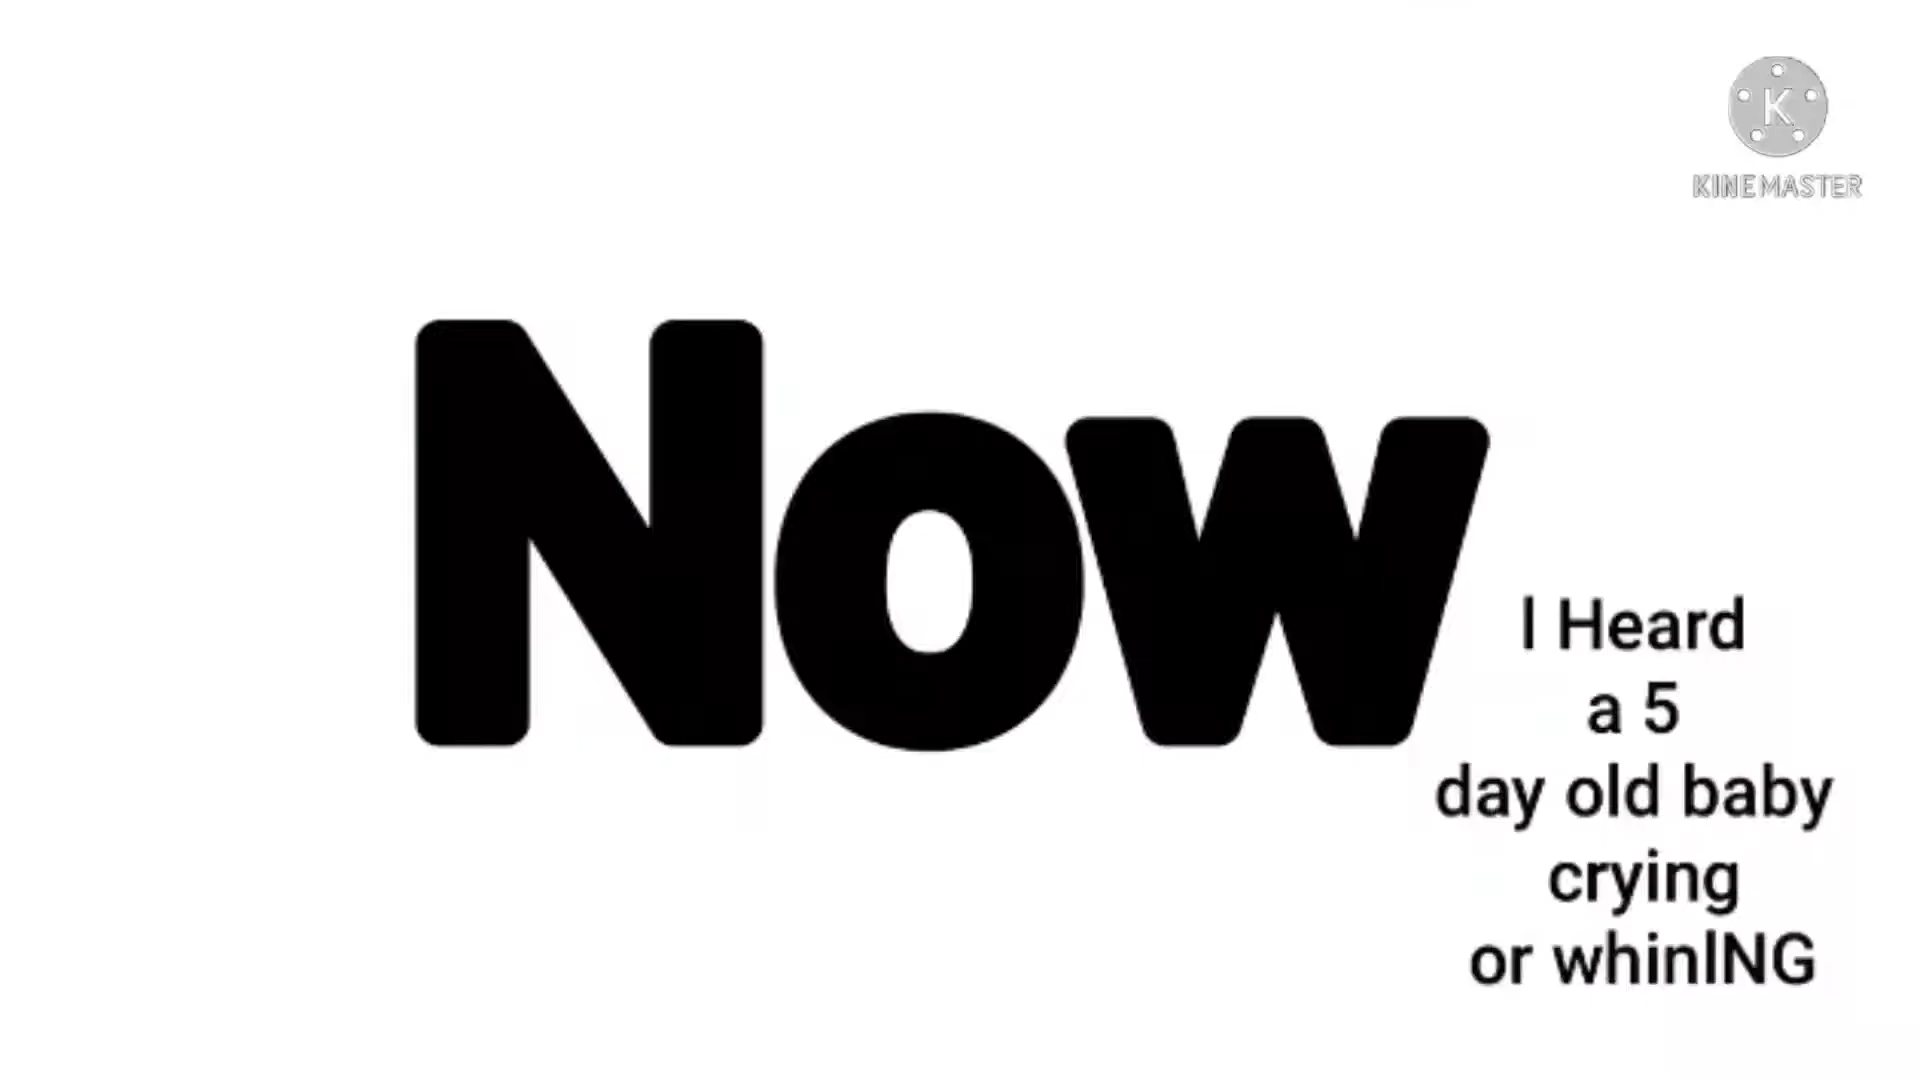 K
KINEMASTER
Now
I Heard
a 5
day old baby
crying
or whinING